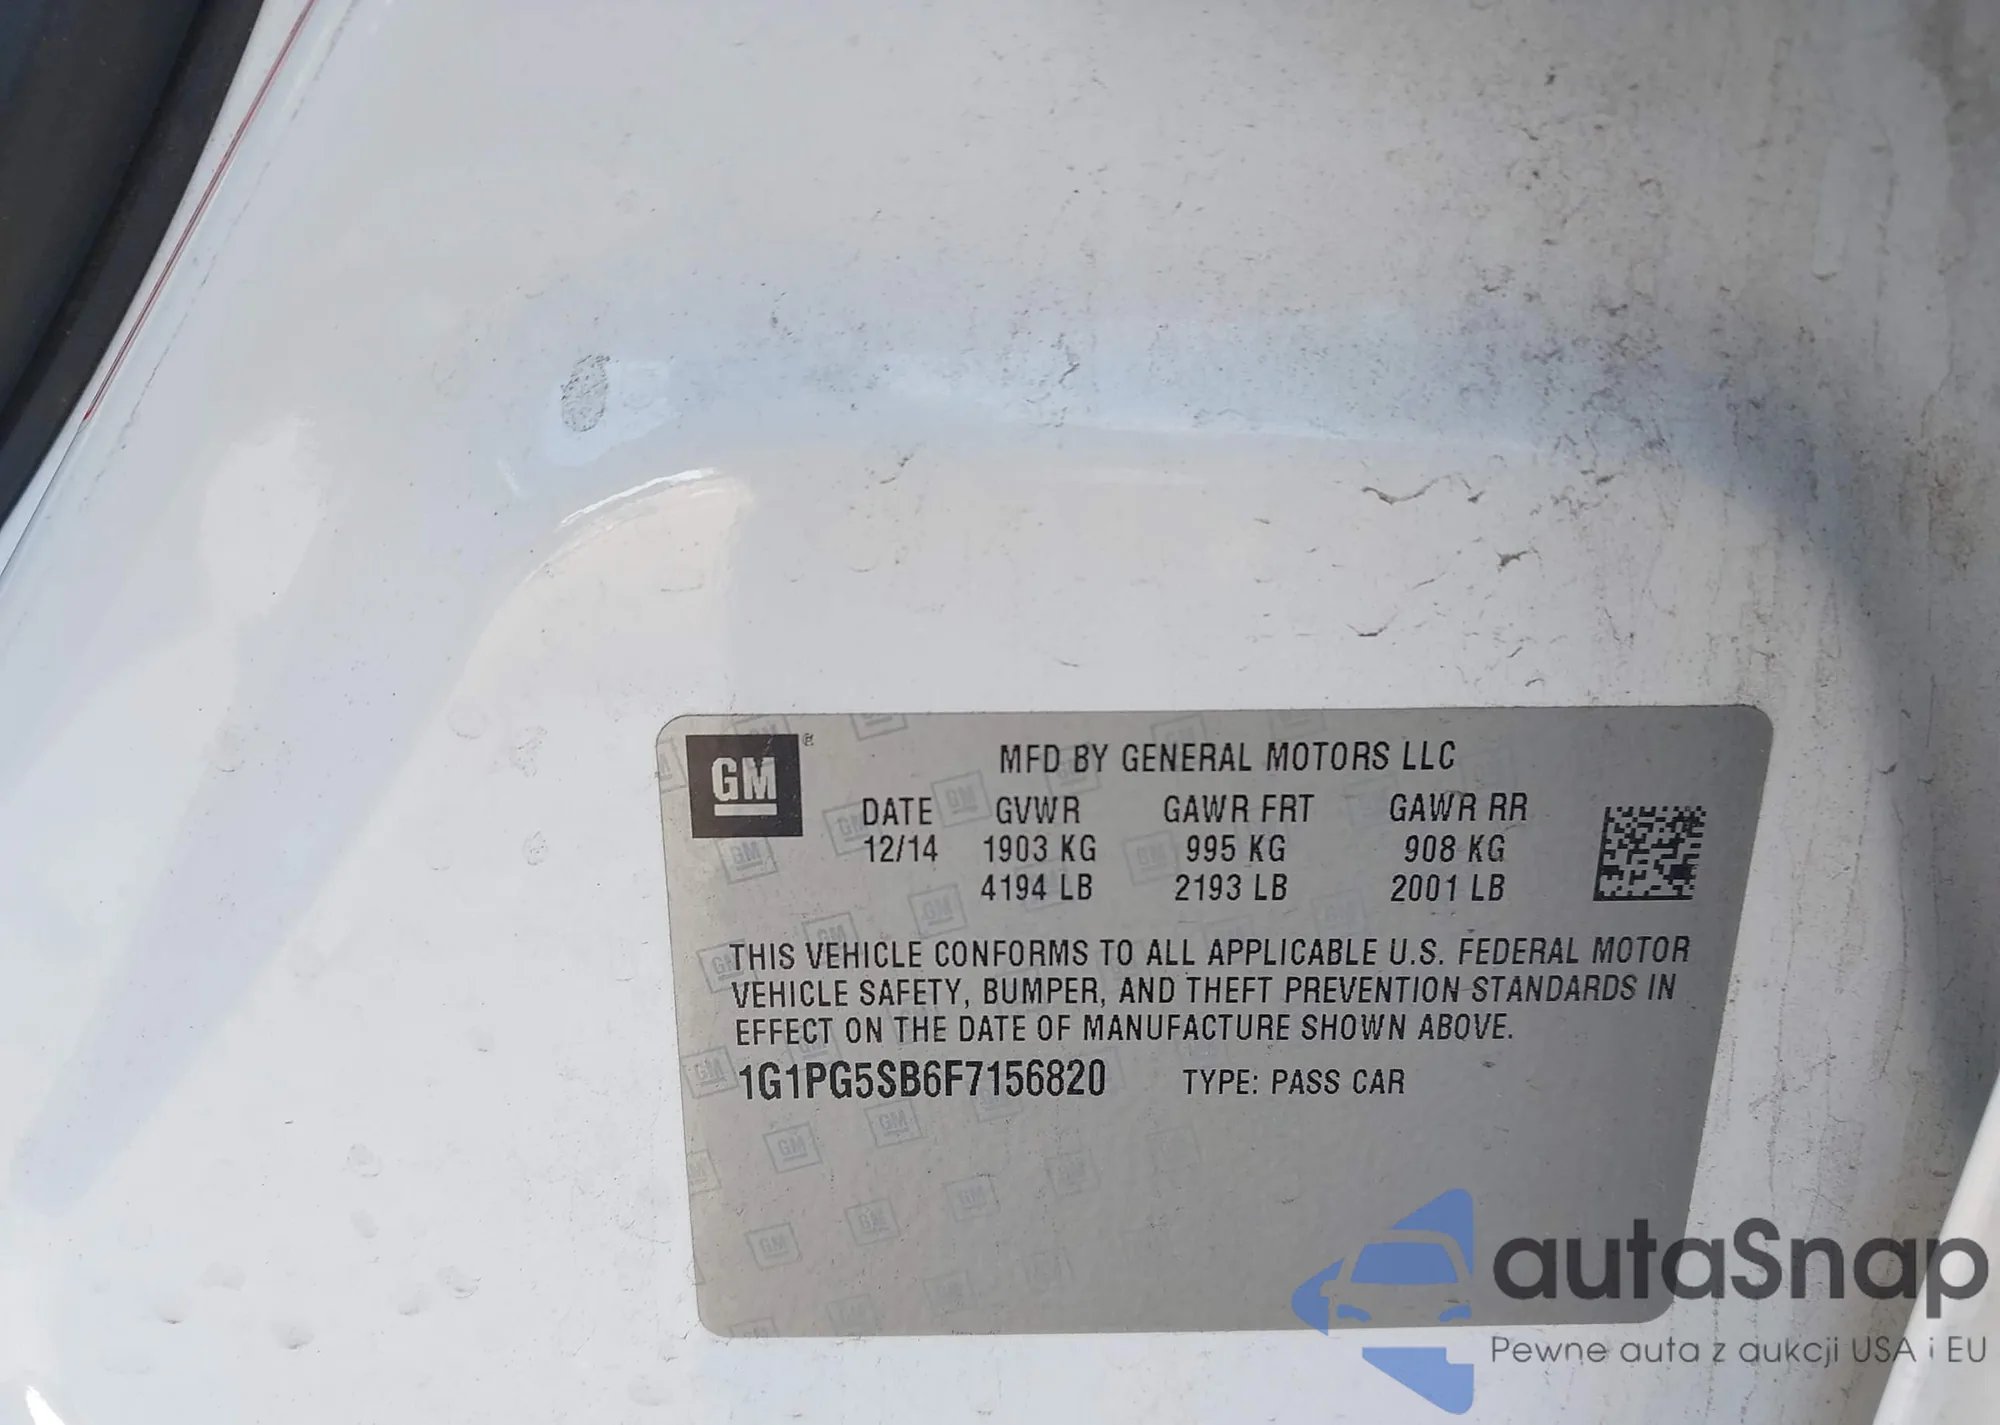 GM
MFD BY GENERAL MOTORS LLC
DATE GVWR GAWR FRT GAWR RR
12/14 1903 KG 995 KG 908 KG
4194 LB 2193 LB 2001 LB
THIS VEHICLE CONFORMS TO ALL APPLICABLE U.S. FEDERAL MOTOR
VEHICLE SAFETY, BUMPER, AND THEFT PREVENTION STANDARDS IN
EFFECT ON THE DATE OF MANUFACTURE SHOWN ABOVE.
1G1PG5SB6F7156820 TYPE: PASS CAR
autaSnap
Pewne auta z aukcji USA i EU